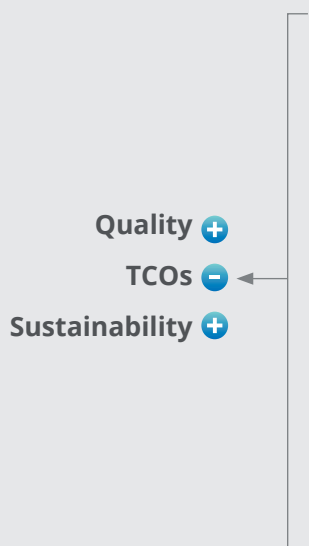 Quality +
TCOs −
Sustainability +